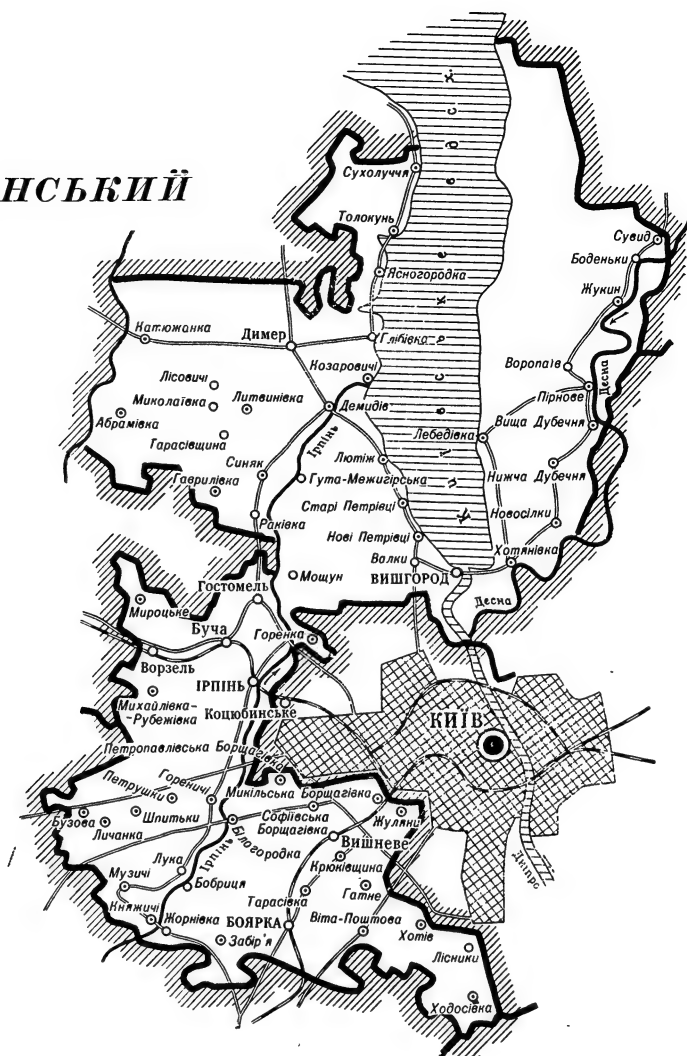 НСЬКИЙ
Сухолуччя
Толокунь
Ясногородка
Сувид
Боденьки
Жукин
Катюжанка
Димер
Глібівка
Козаровичі
Воропаїв
Десна
Пірнове
Лісовичі
Миколаївка
Литвинівка
Демидів
Абрамівка
Тарасівщина
Ірпінь
Лебедівка
Вища Дубечня
Синяк
Лютіж
Гаврилівка
Гута-Межигірська
Нижча Дубечня
Старі Петрівці
Новосілки
Раківка
Нові Петрівці
Валки
Хотянівка
Мощун
ВИШГОРОД
Гостомель
Десна
Мироцьке
Буча
Горенка
Ворзель
ІРПІНЬ
Михайлівка-
-Рубежівка
Коцюбинське
КИЇВ
Петропавлівська Борщагівка
Петрушки
Гореничі
Микільська Борщагівка
Бузова
Шпитьки
Софіївська
Борщагівка
Жуляни
Личанка
Білогородка
Вишневе
Лука
Ірпінь
Крюківщина
Дніпро
Музичі
Бобриця
Тарасівка
Гатне
Княжичі
Жорнівка
БОЯРКА
Віта-Поштова
Хотів
Забір'я
Лісники
Ходосівка